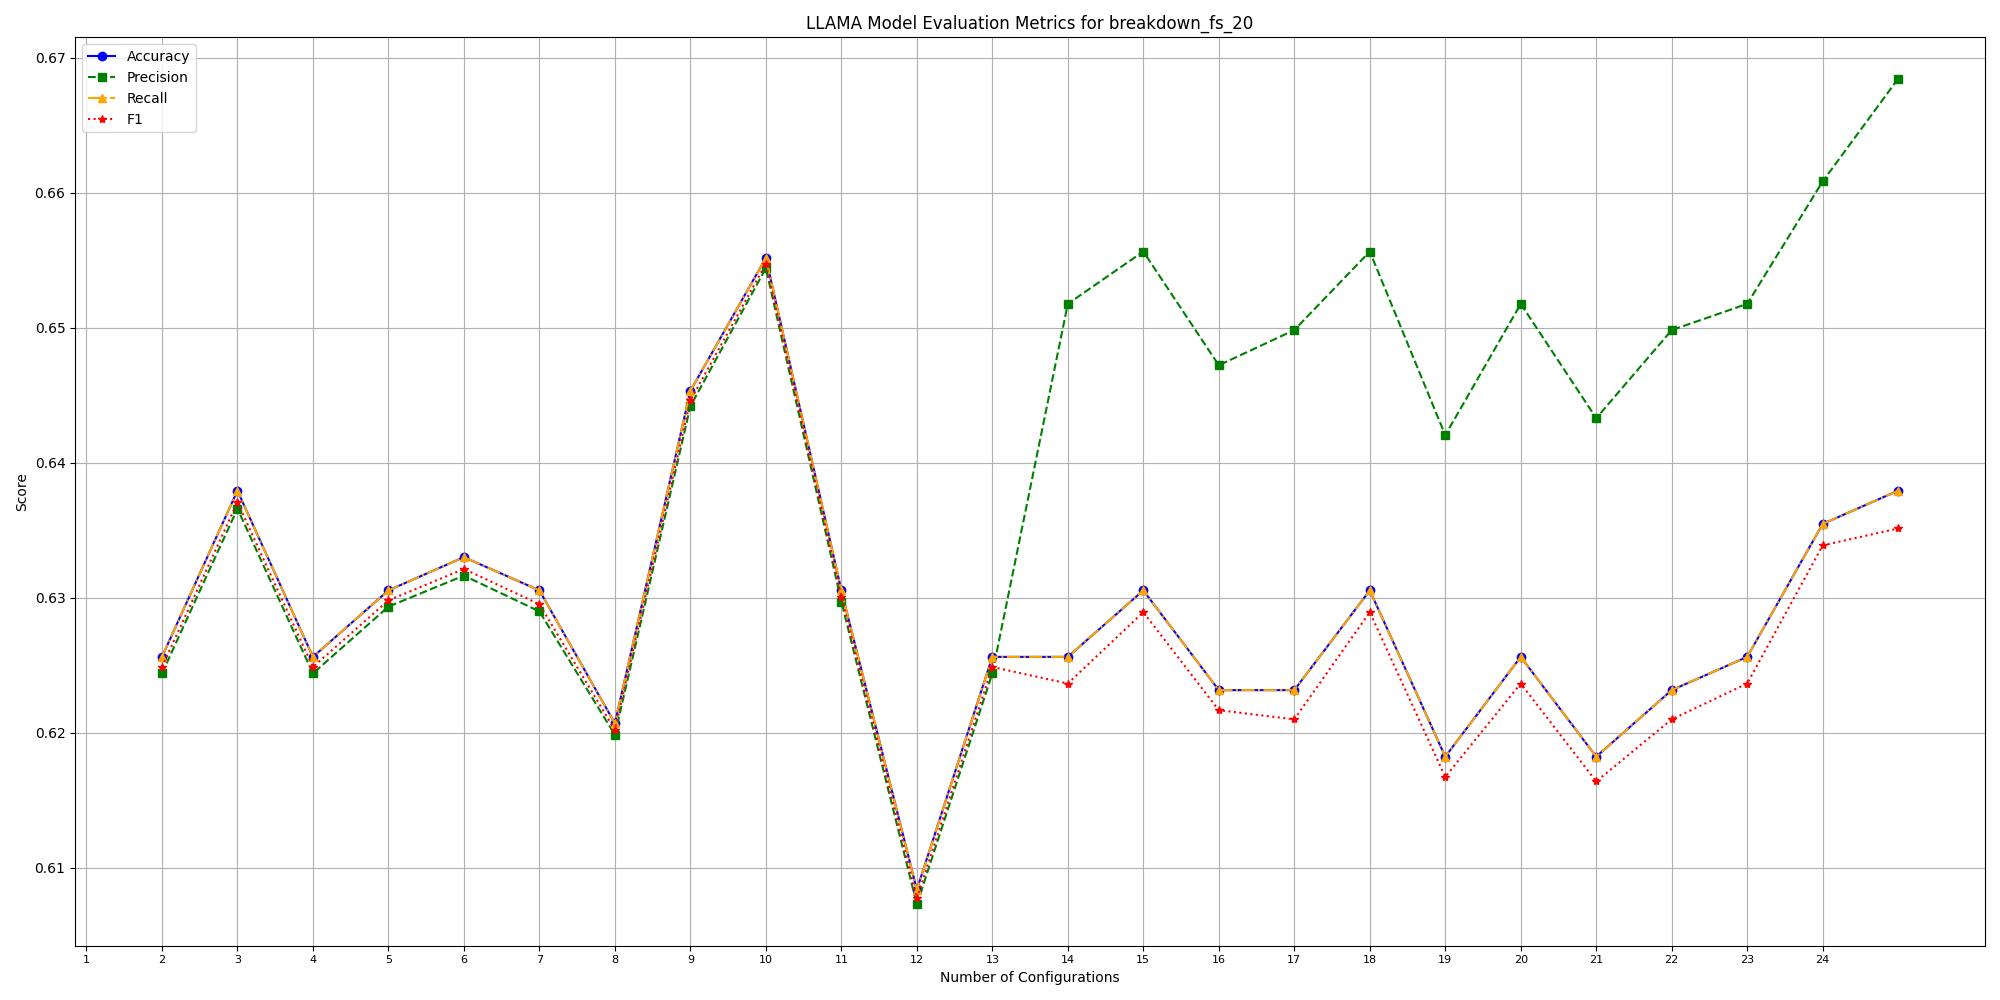 LLAMA Model Evaluation Metrics for breakdown_fs_20
Accuracy
Precision
Recall
F1
0.67
0.66
0.65
0.64
0.63
0.62
0.61
Score
1 2 3 4 5 6 7 8 9 10 11 12 13 14 15 16 17 18 19 20 21 22 23 24
Number of Configurations